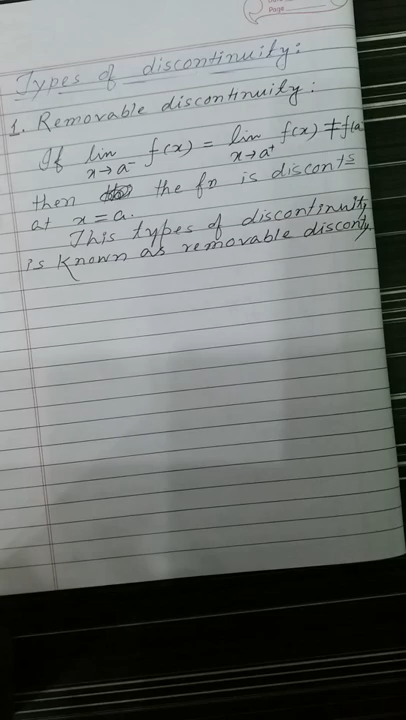 Page
Types of discontinuity:
1. Removable discontinuity:
If lim x→a⁻ f(x) = lim x→a⁺ f(x) ≠ f(a
then the fn is disconts
at x = a.
This types of discontinuity
is known as removable discont